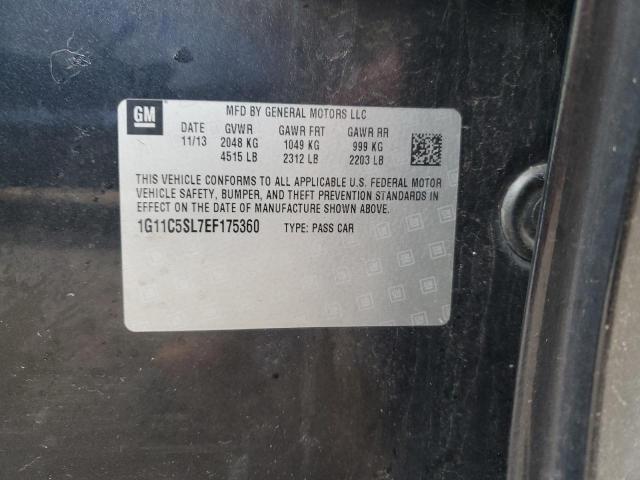 GM
MFD BY GENERAL MOTORS LLC
DATE GVWR GAWR FRT GAWR RR
11/13 2048 KG 1049 KG 999 KG
4515 LB 2312 LB 2203 LB
THIS VEHICLE CONFORMS TO ALL APPLICABLE U.S. FEDERAL MOTOR
VEHICLE SAFETY, BUMPER, AND THEFT PREVENTION STANDARDS IN
EFFECT ON THE DATE OF MANUFACTURE SHOWN ABOVE.
1G11C5SL7EF175360 TYPE: PASS CAR